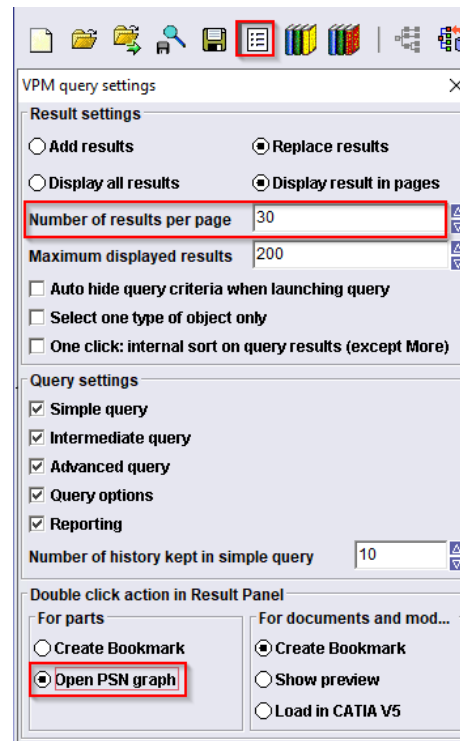 VPM query settings
Result settings
Add results Replace results
Display all results Display result in pages
Number of results per page 30
Maximum displayed results 200
Auto hide query criteria when launching query
Select one type of object only
One click: internal sort on query results (except More)
Query settings
Simple query
Intermediate query
Advanced query
Query options
Reporting
Number of history kept in simple query 10
Double click action in Result Panel
For parts For documents and mod...
Create Bookmark Create Bookmark
Open PSN graph Show preview
Load in CATIA V5